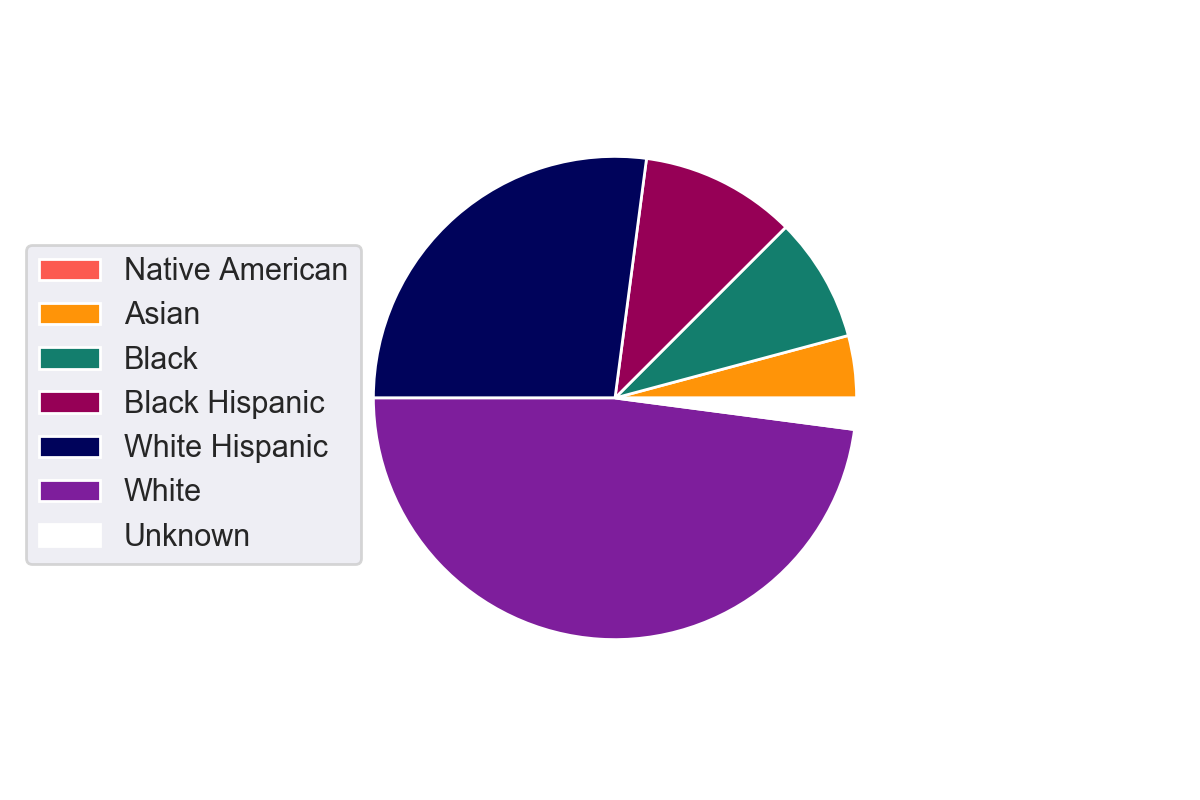 Native American
Asian
Black
Black Hispanic
White Hispanic
White
Unknown